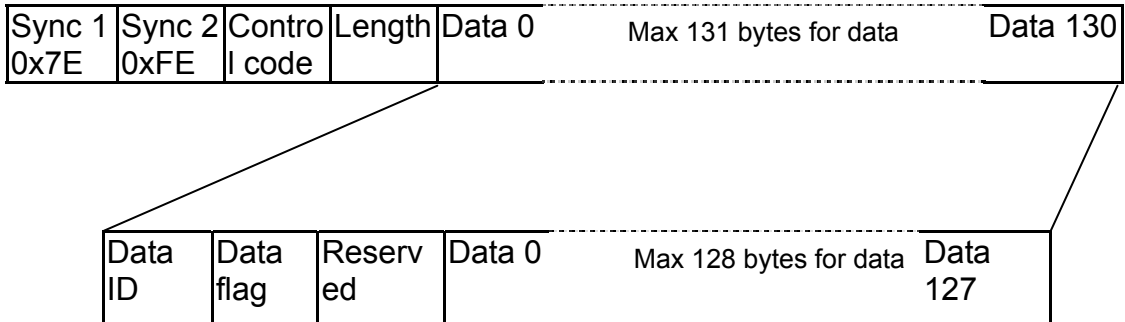 Sync 1 Sync 2 Contro Length Data 0 Max 131 bytes for data Data 130
0x7E 0xFE l code
Data Data Reserv Data 0 Max 128 bytes for data Data
ID flag ed 127